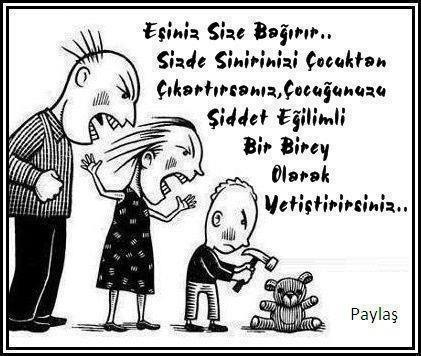 Eşiniz Size Bağırır..
Sizde Sinirinizi Çocuktan
Çıkartırsanız,Çocuğunuzu
Şiddet Eğilimli
Bir Birey
Olarak
Yetiştirirsiniz..
Paylaş